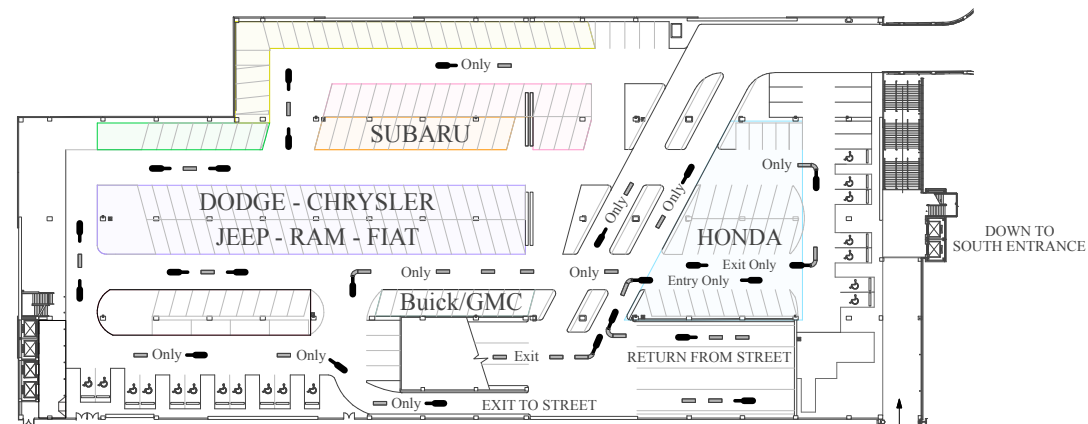 Only
SUBARU
Only
Only
DODGE - CHRYSLER
JEEP - RAM - FIAT
Only
HONDA
DOWN TO
SOUTH ENTRANCE
Only
Only
Exit Only
Entry Only
Buick/GMC
Only
Only
Exit
RETURN FROM STREET
Only
EXIT TO STREET